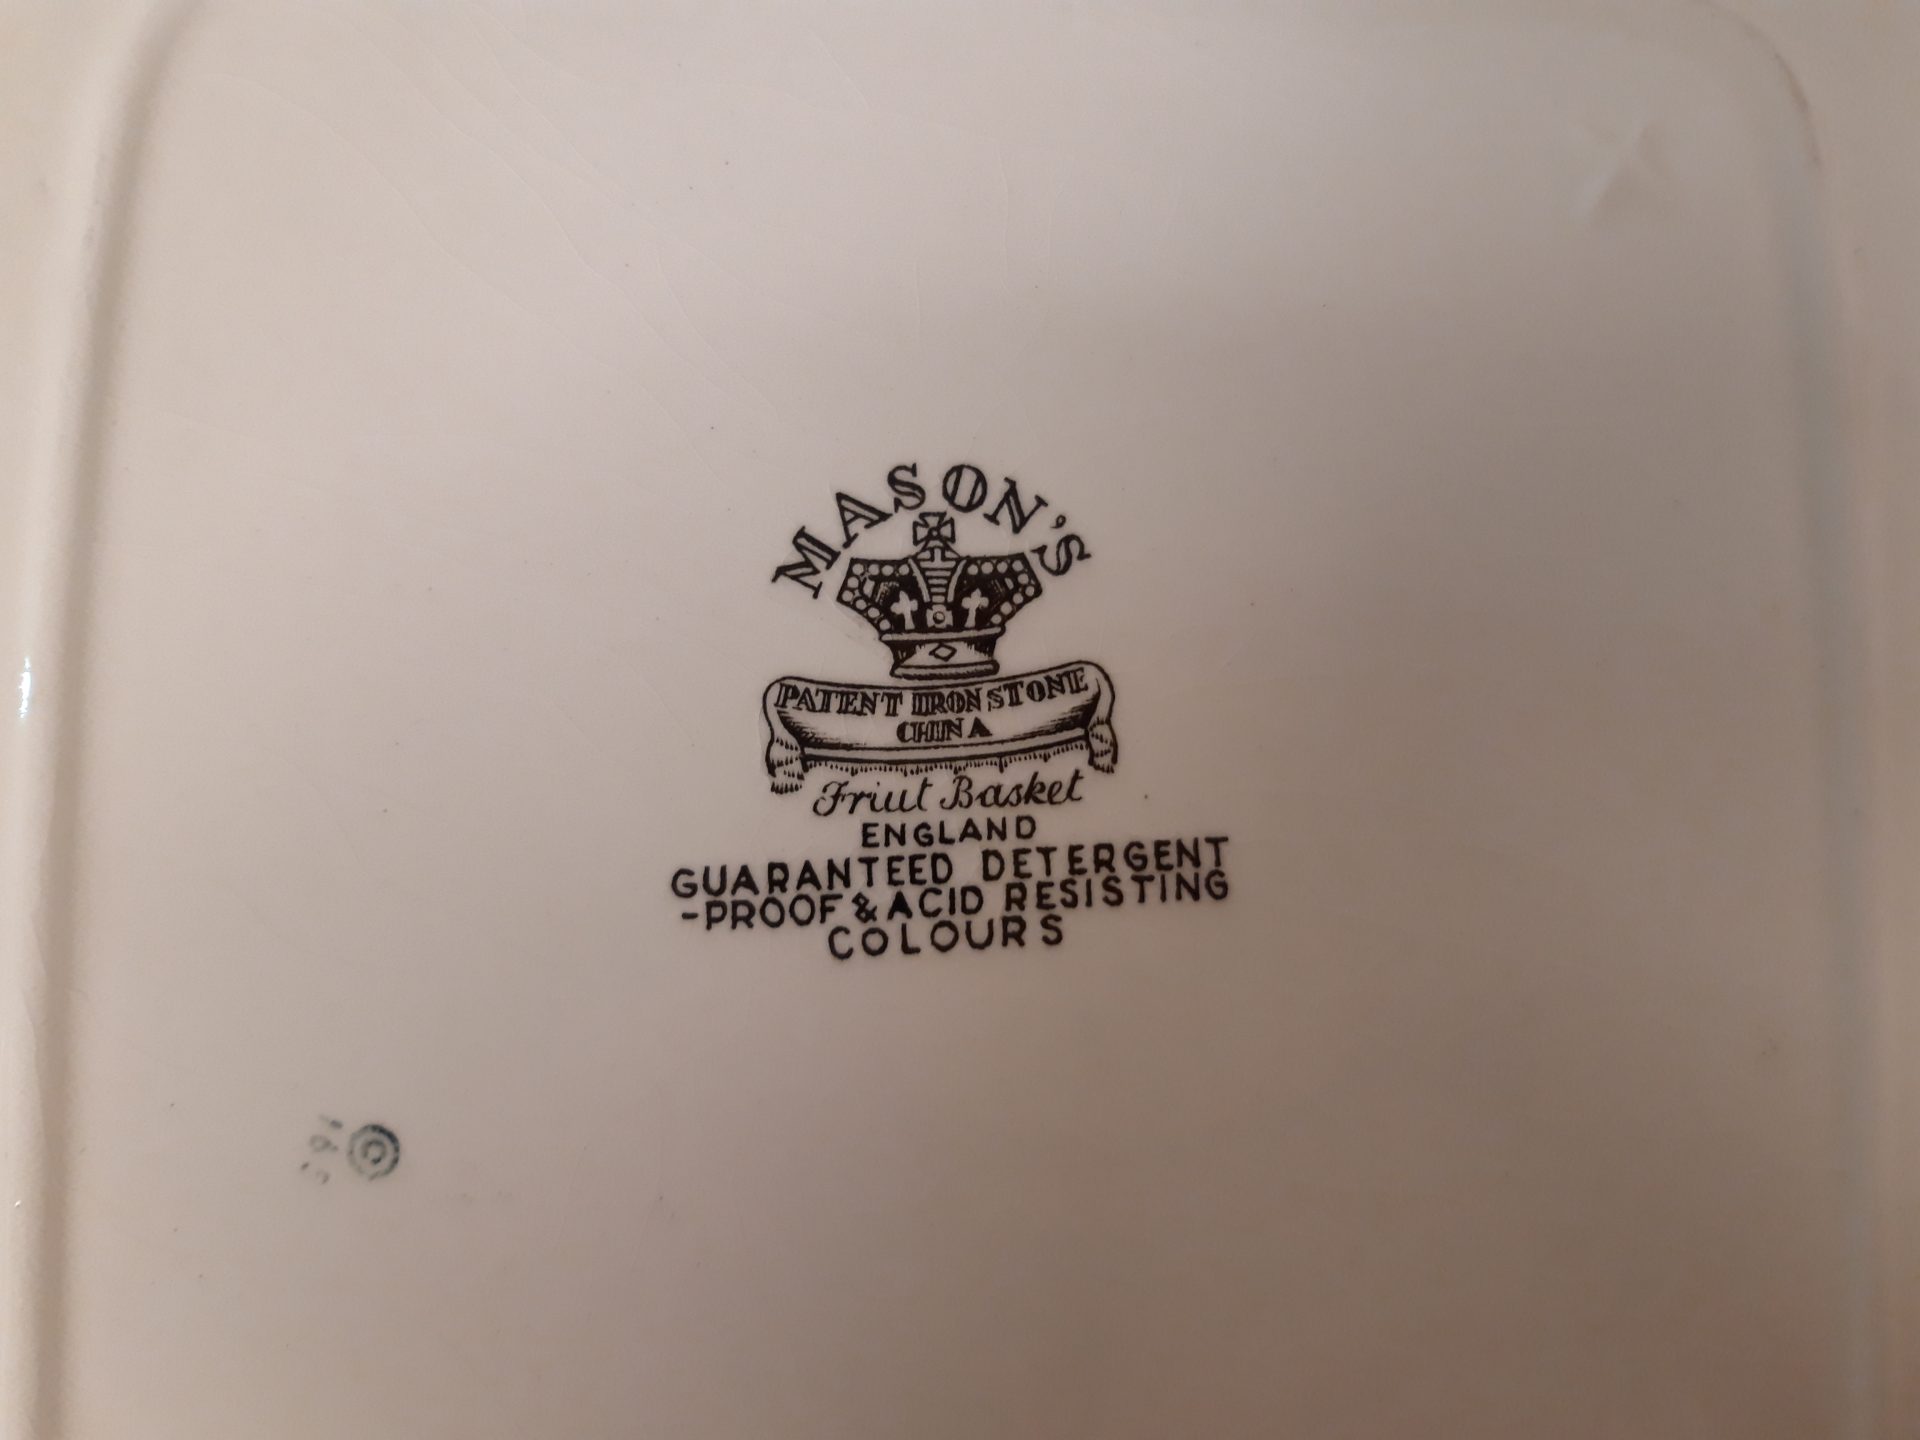 MASON'S
PATENT IRONSTONE
CHINA
Friut Basket
ENGLAND
GUARANTEED DETERGENT
-PROOF & ACID RESISTING
COLOURS